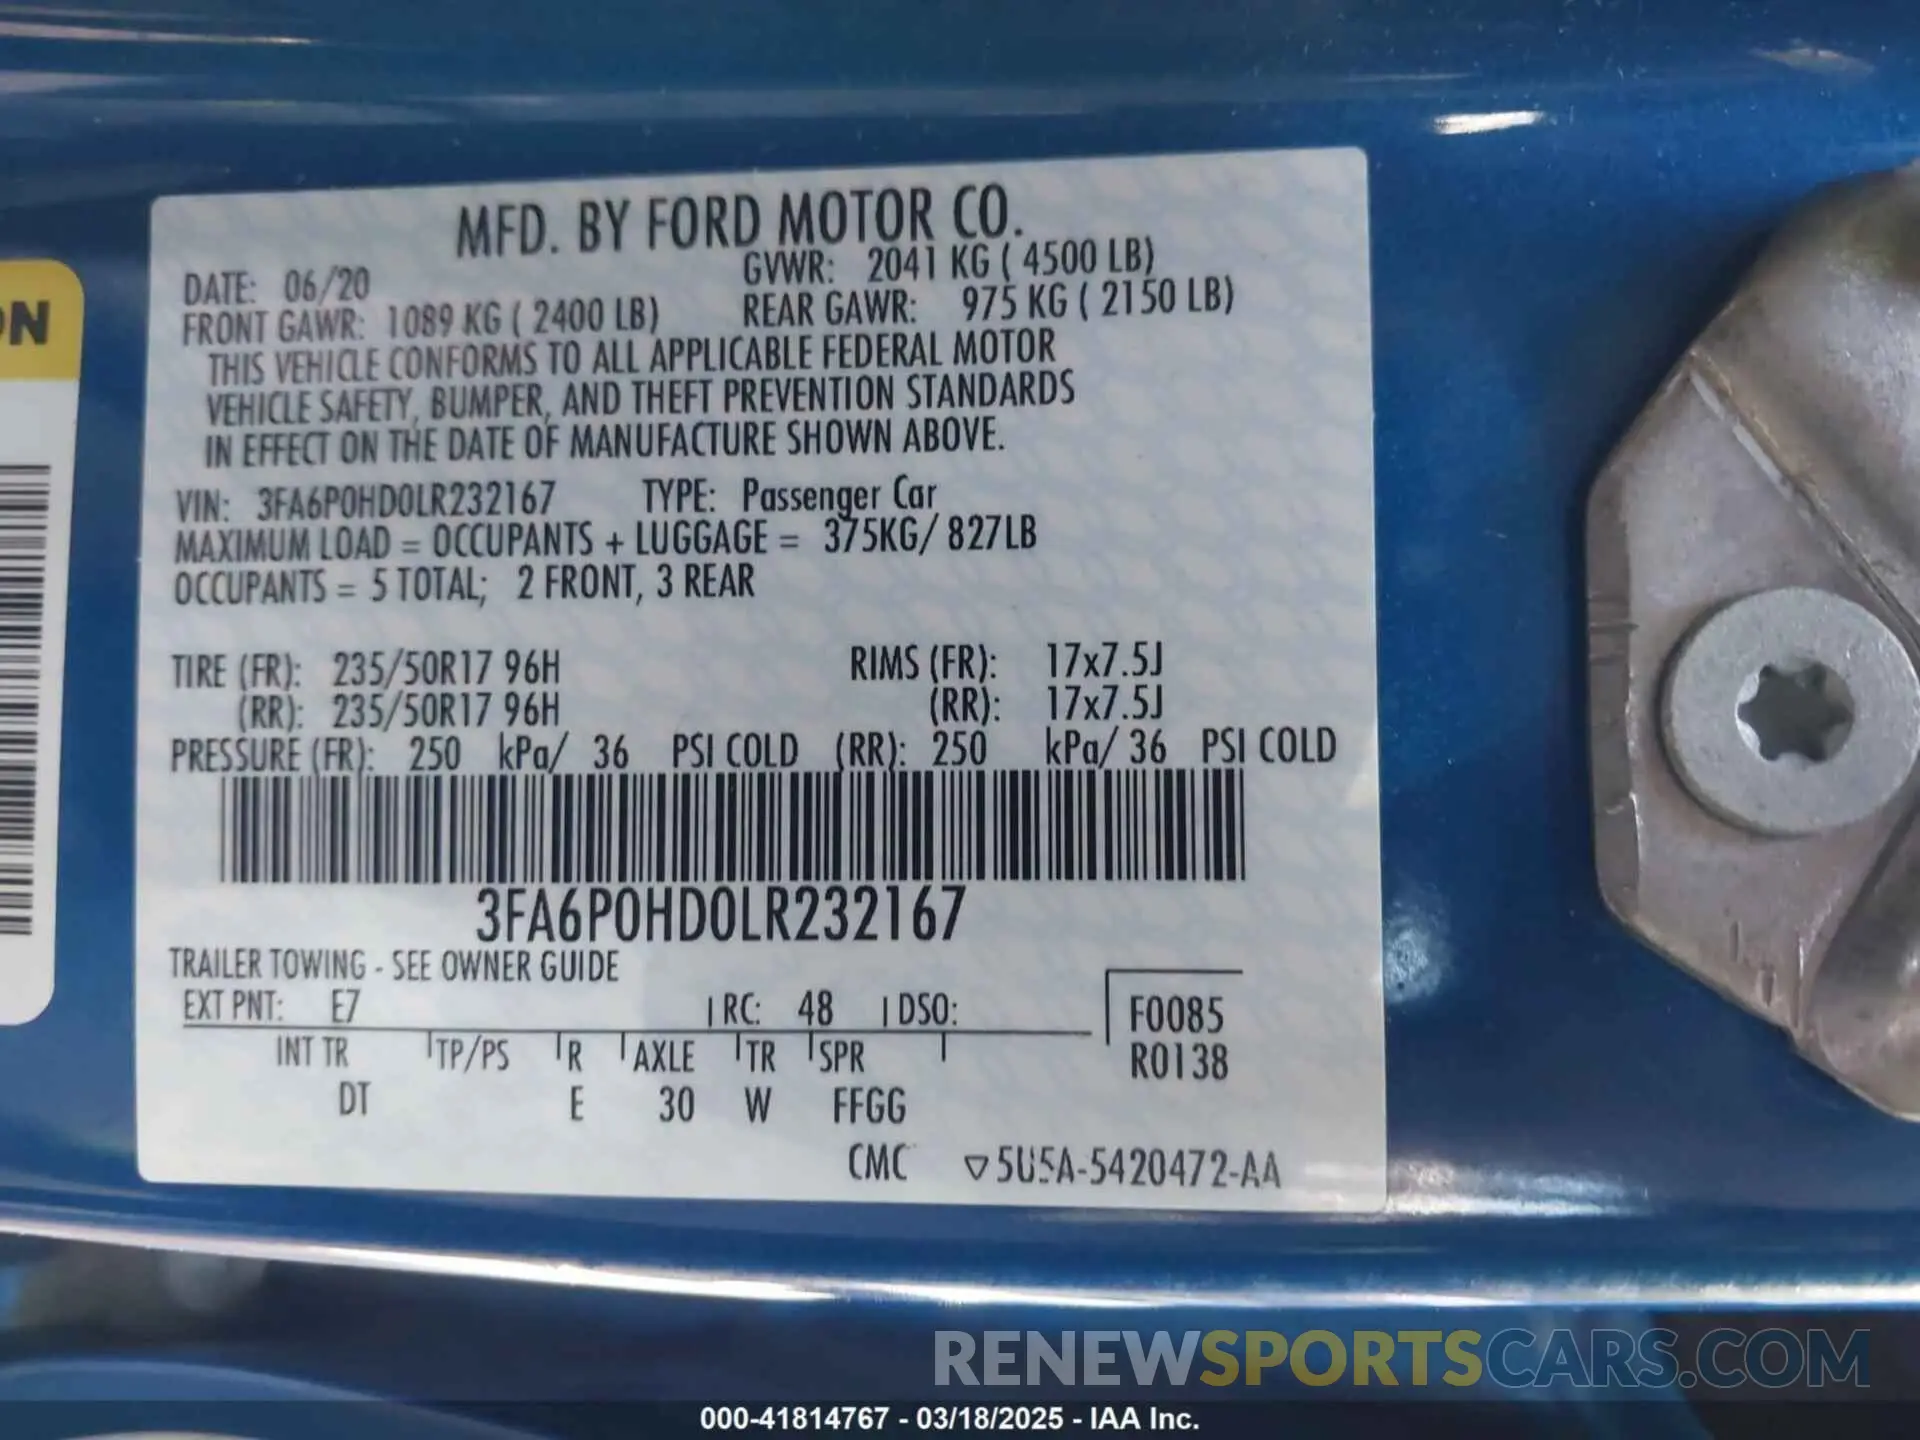 MFD. BY FORD MOTOR CO.
DATE: 06/20 GVWR: 2041 KG ( 4500 LB)
FRONT GAWR: 1089 KG ( 2400 LB) REAR GAWR: 975 KG ( 2150 LB)
THIS VEHICLE CONFORMS TO ALL APPLICABLE FEDERAL MOTOR
VEHICLE SAFETY, BUMPER, AND THEFT PREVENTION STANDARDS
IN EFFECT ON THE DATE OF MANUFACTURE SHOWN ABOVE.
VIN: 3FA6P0HD0LR232167 TYPE: Passenger Car
MAXIMUM LOAD = OCCUPANTS + LUGGAGE = 375KG/ 827LB
OCCUPANTS = 5 TOTAL; 2 FRONT, 3 REAR
TIRE (FR): 235/50R17 96H RIMS (FR): 17x7.5J
(RR): 235/50R17 96H (RR): 17x7.5J
PRESSURE (FR): 250 kPa/ 36 PSI COLD (RR): 250 kPa/ 36 PSI COLD
3FA6P0HD0LR232167
TRAILER TOWING - SEE OWNER GUIDE
EXT PNT: E7 RC: 48 DSO: F0085
INT TR TP/PS R AXLE TR SPR R0138
DT E 30 W FFGG
CMC ▽5U5A-5420472-AA
RENEWSPORTSCARS.COM
000-41814767 - 03/18/2025 - IAA Inc.